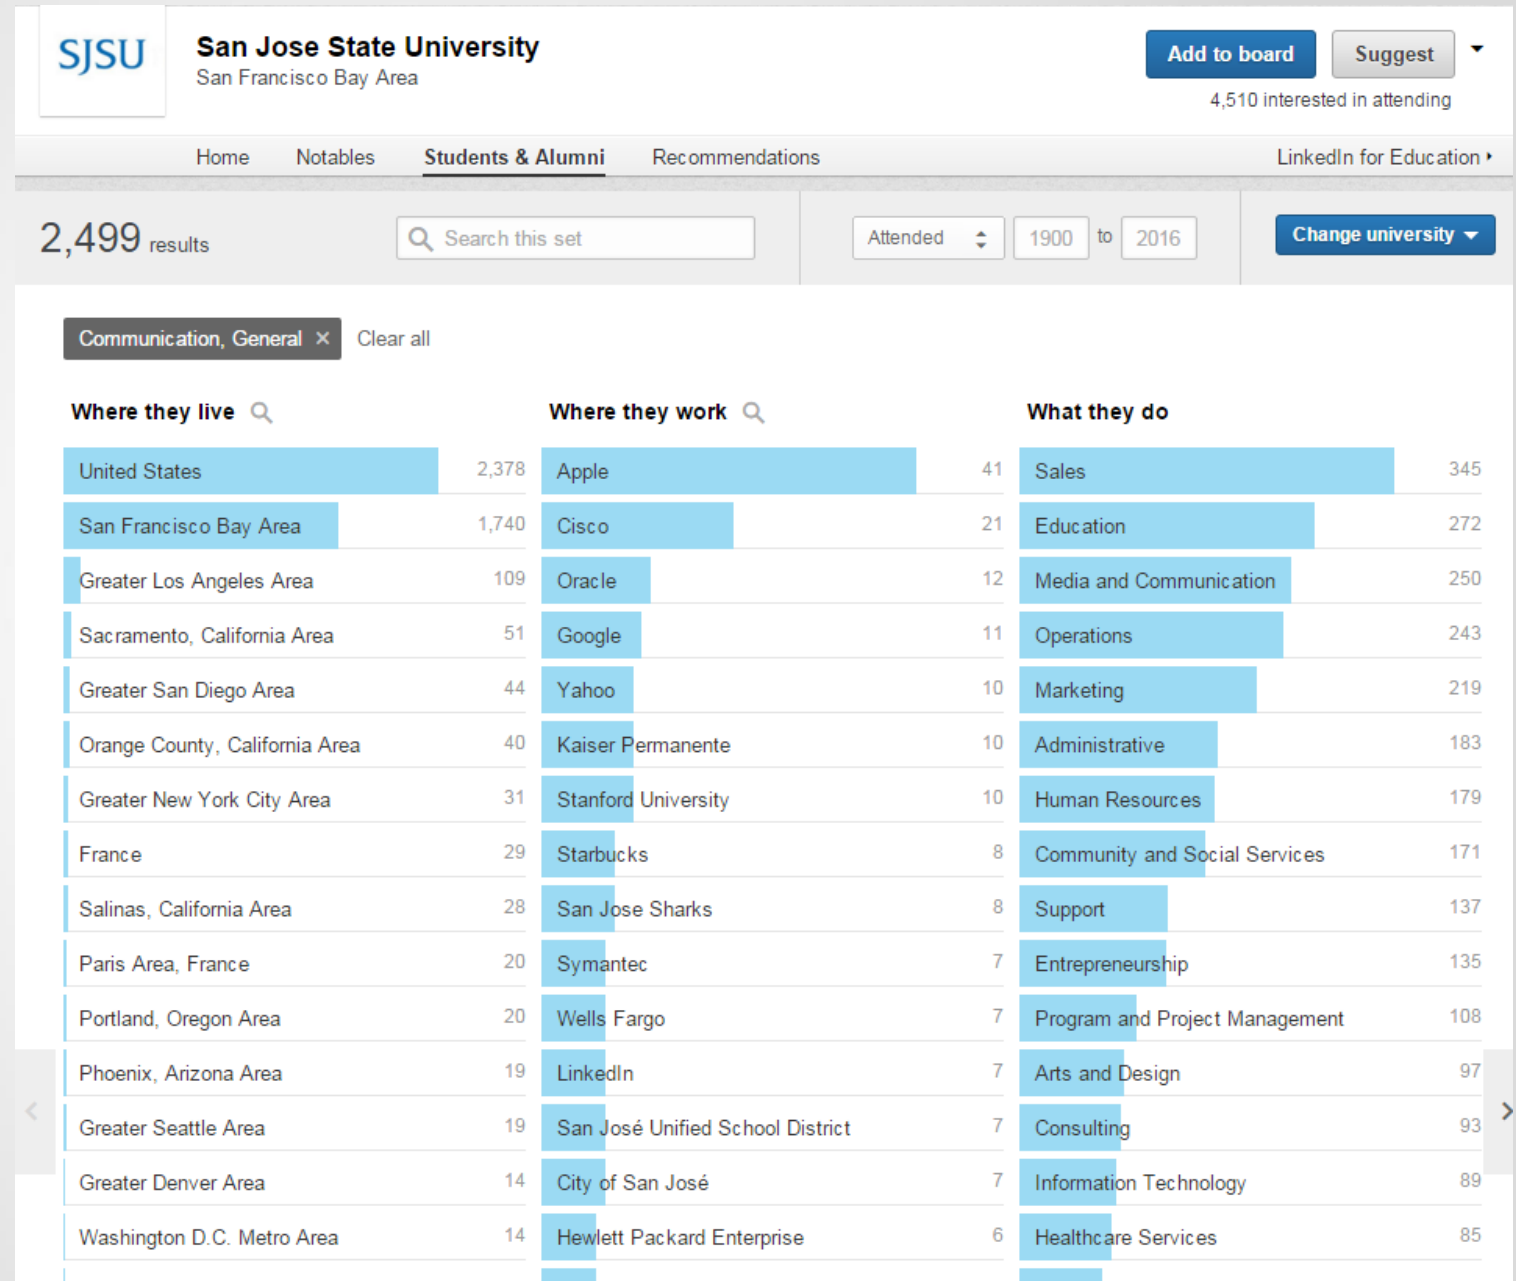 SJSU
San Jose State University
San Francisco Bay Area
Add to board
Suggest
4,510 interested in attending
Home Notables Students & Alumni Recommendations LinkedIn for Education
2,499 results
Search this set
Attended 1900 to 2016
Change university
Communication, General × Clear all
Where they live
United States 2,378
San Francisco Bay Area 1,740
Greater Los Angeles Area 109
Sacramento, California Area 51
Greater San Diego Area 44
Orange County, California Area 40
Greater New York City Area 31
France 29
Salinas, California Area 28
Paris Area, France 20
Portland, Oregon Area 20
Phoenix, Arizona Area 19
Greater Seattle Area 19
Greater Denver Area 14
Washington D.C. Metro Area 14
Where they work
Apple 41
Cisco 21
Oracle 12
Google 11
Yahoo 10
Kaiser Permanente 10
Stanford University 10
Starbucks 8
San Jose Sharks 8
Symantec 7
Wells Fargo 7
LinkedIn 7
San José Unified School District 7
City of San José 7
Hewlett Packard Enterprise 6
What they do
Sales 345
Education 272
Media and Communication 250
Operations 243
Marketing 219
Administrative 183
Human Resources 179
Community and Social Services 171
Support 137
Entrepreneurship 135
Program and Project Management 108
Arts and Design 97
Consulting 93
Information Technology 89
Healthcare Services 85